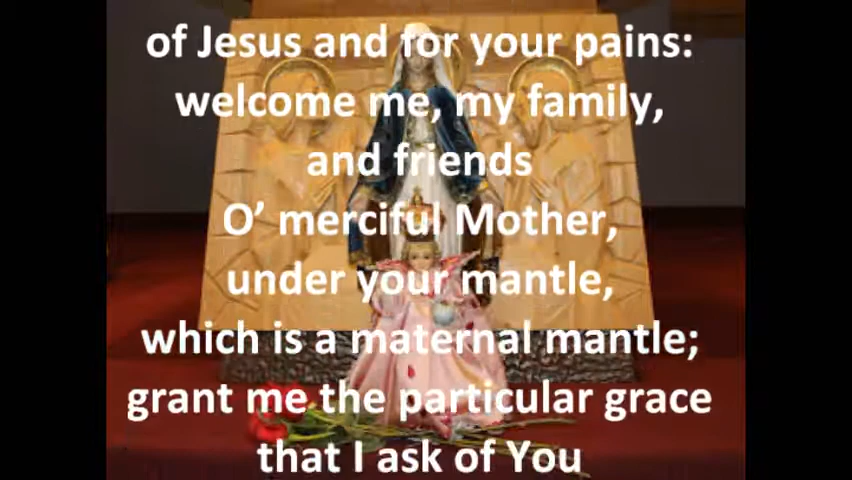 of Jesus and for your pains:
welcome me, my family,
and friends
O’ merciful Mother,
under your mantle,
which is a maternal mantle;
grant me the particular grace
that I ask of You